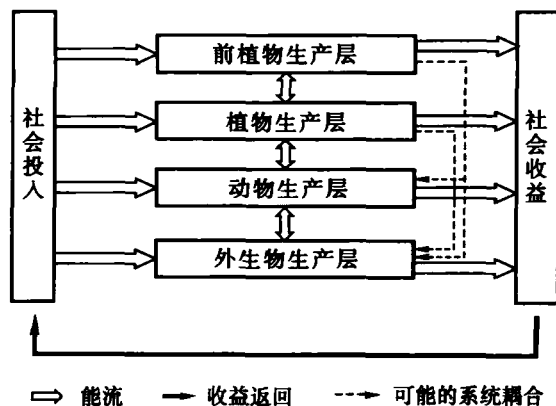 社会投入
前植物生产层
植物生产层
动物生产层
外生物生产层
社会收益
能流 收益返回 可能的系统耦合